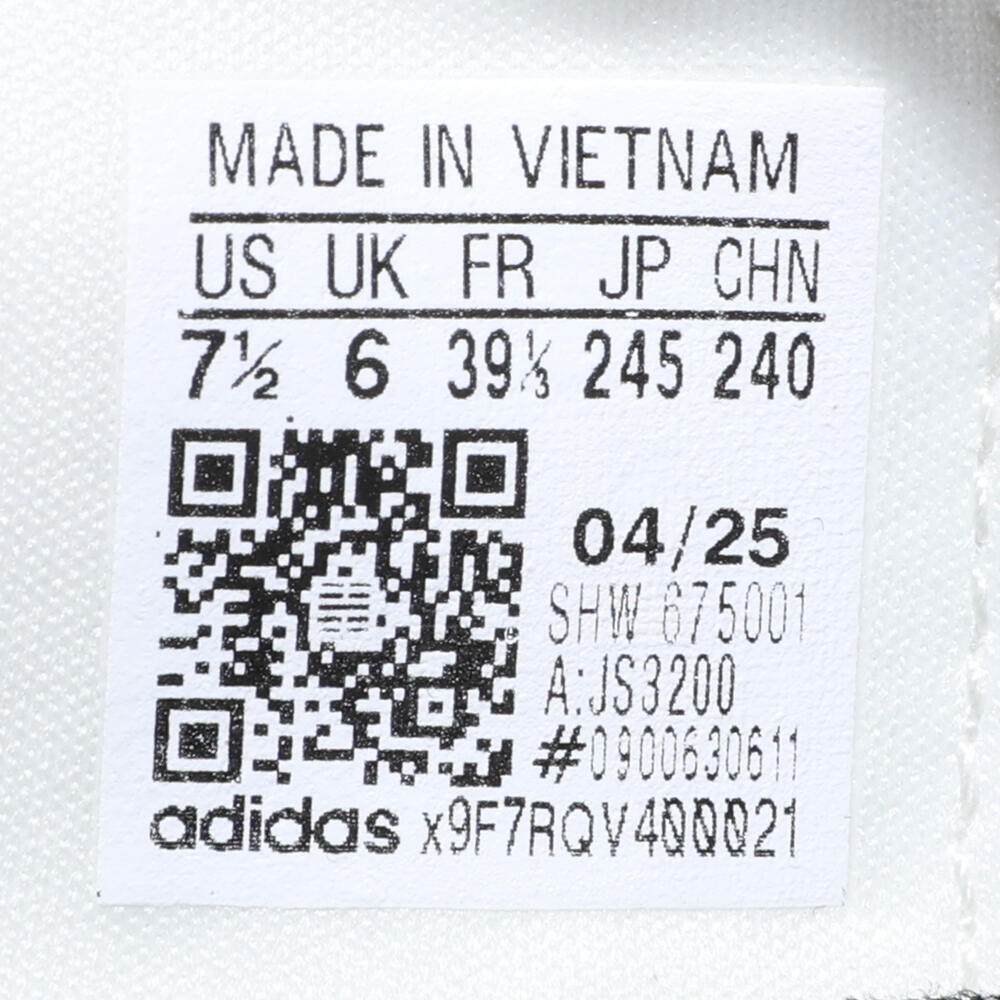 MADE IN VIETNAM
US UK FR JP CHN
7½ 6 39⅓ 245 240
04/25
SHW 675001
A:JS3200
#0900630611
adidas x9F7RQV400021